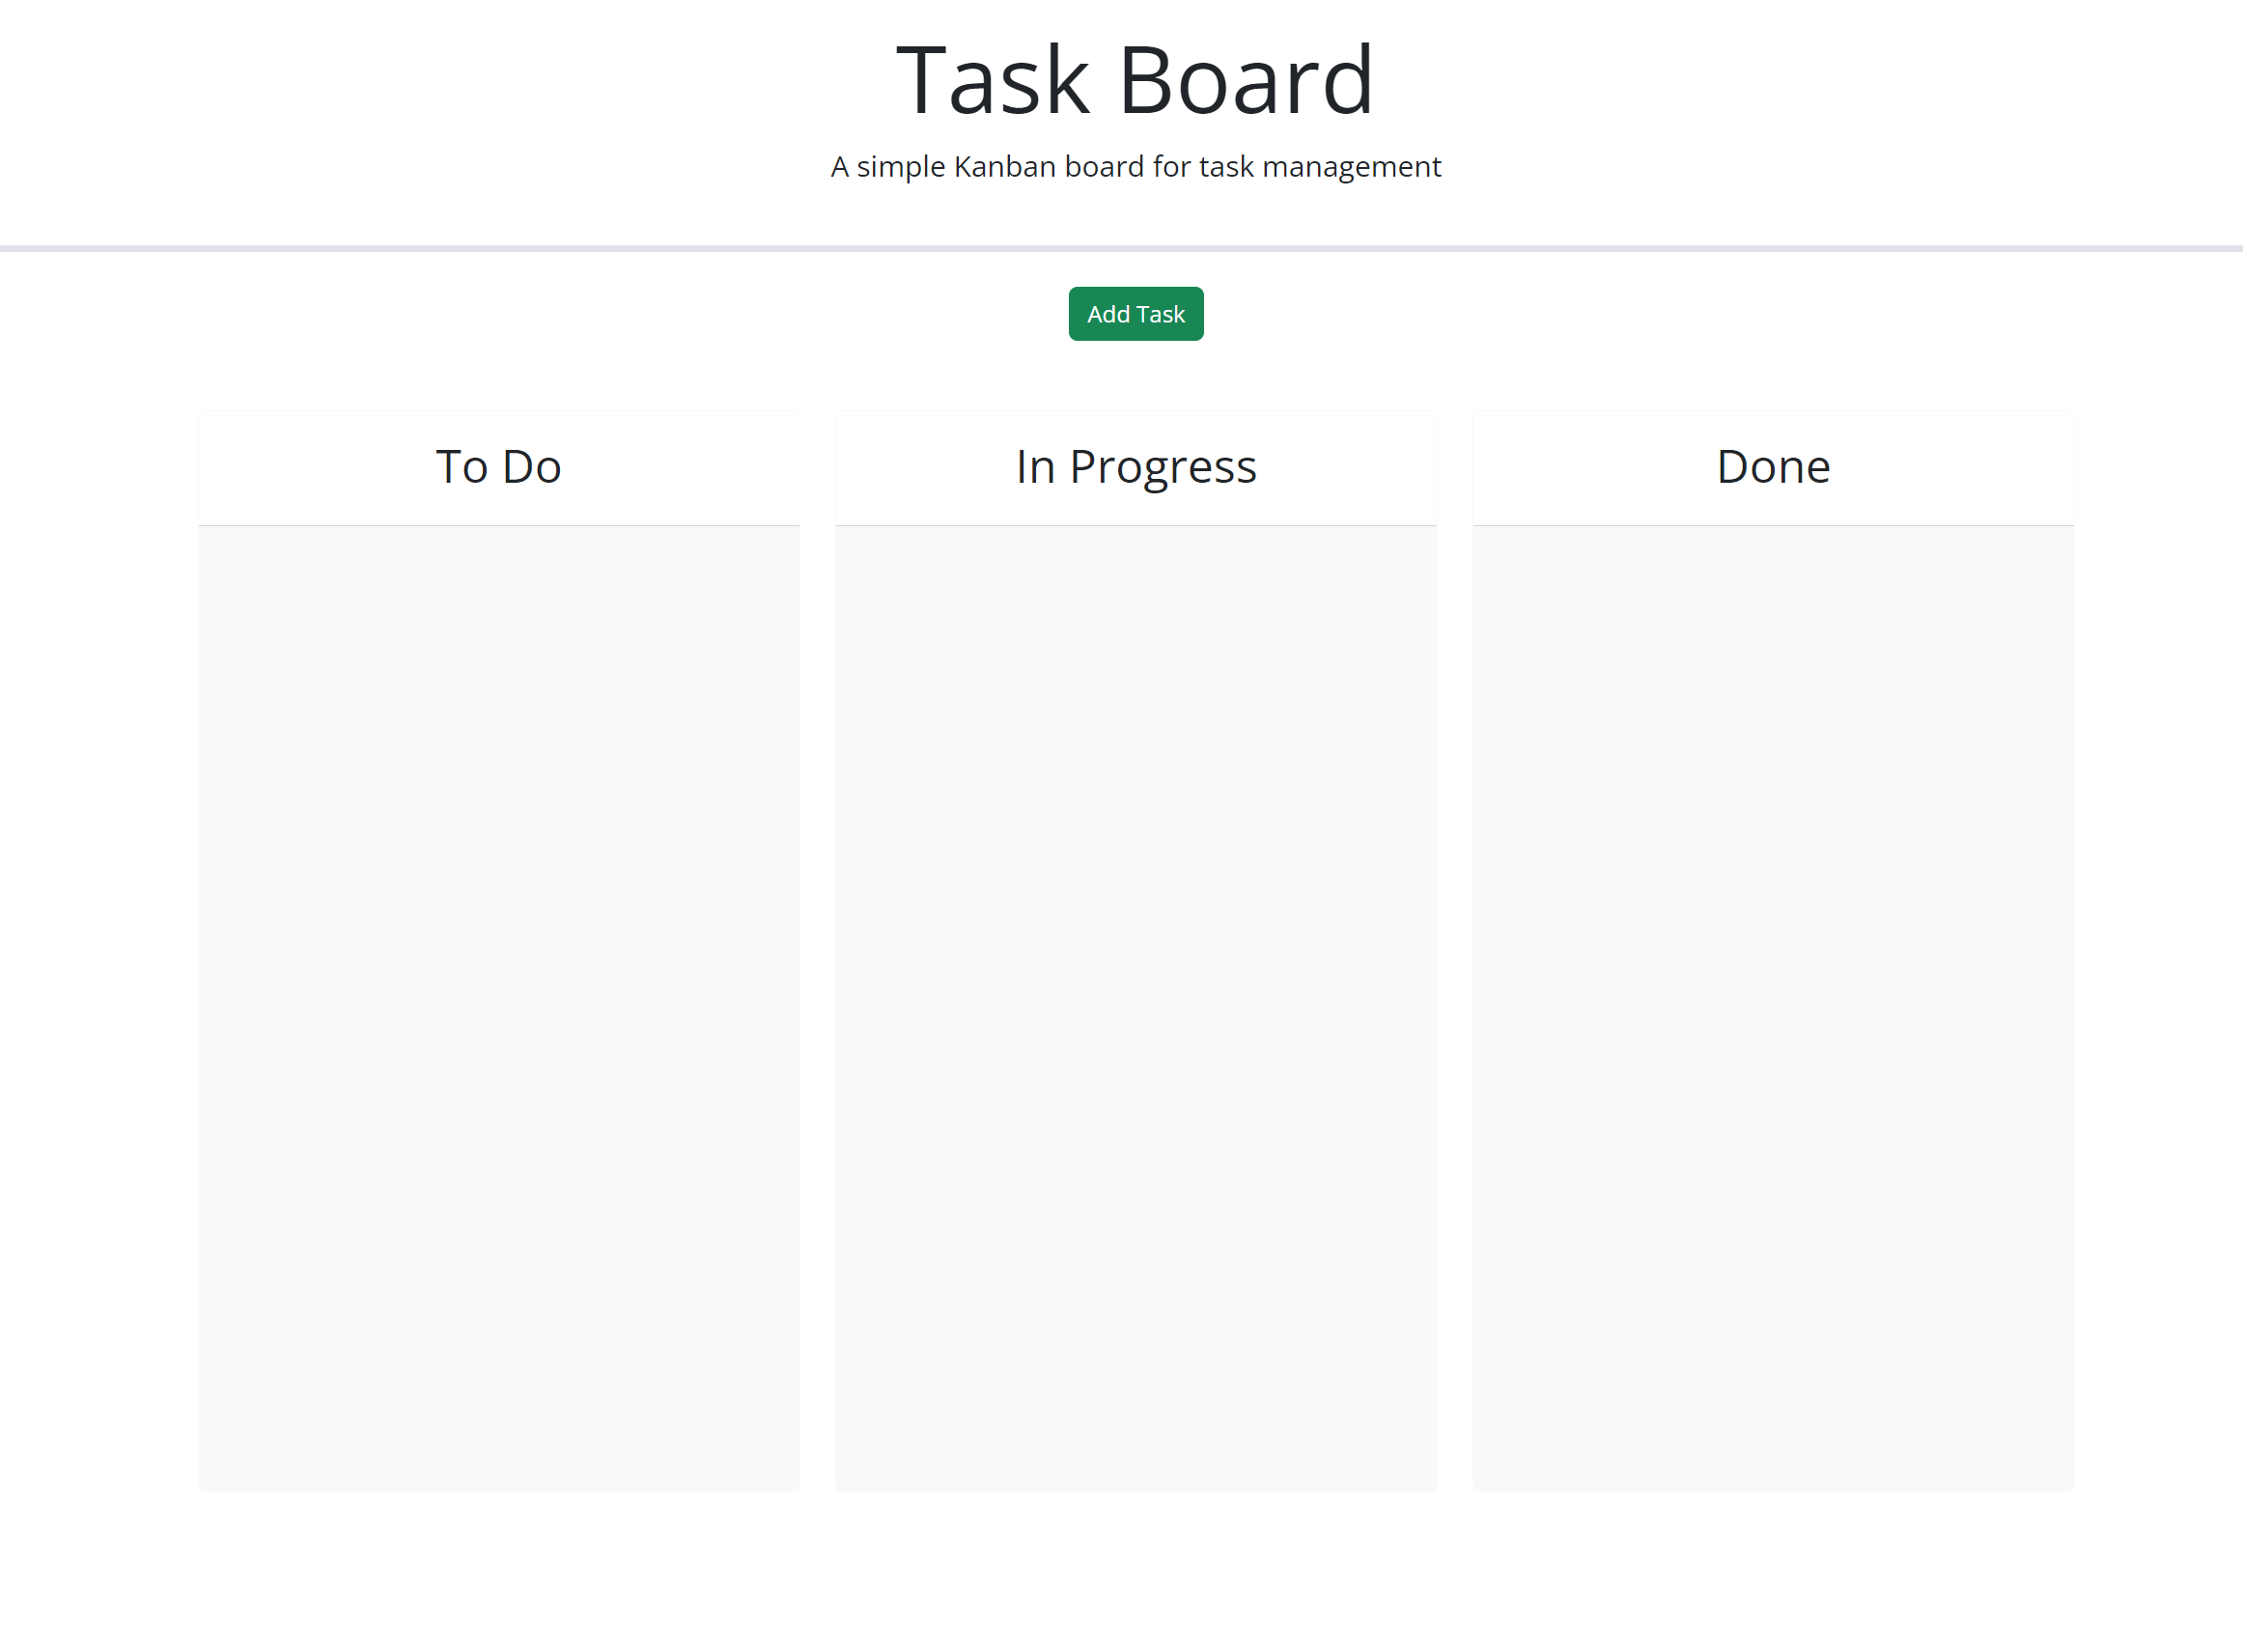 Task Board
A simple Kanban board for task management
Add Task
To Do
In Progress
Done